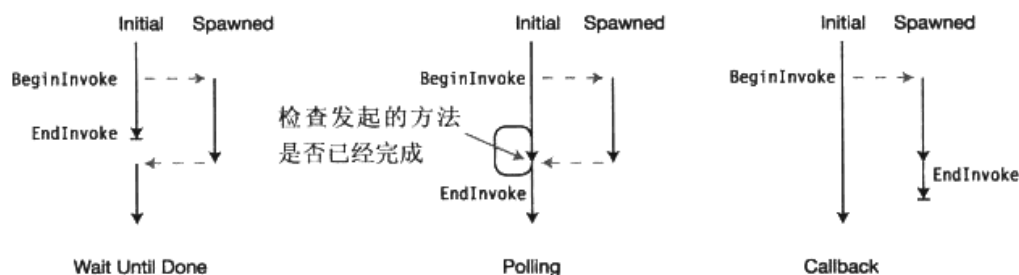 Initial Spawned
BeginInvoke
EndInvoke
Wait Until Done
Initial Spawned
BeginInvoke
检查发起的方法
是否已经完成
EndInvoke
Polling
Initial Spawned
BeginInvoke
EndInvoke
Callback